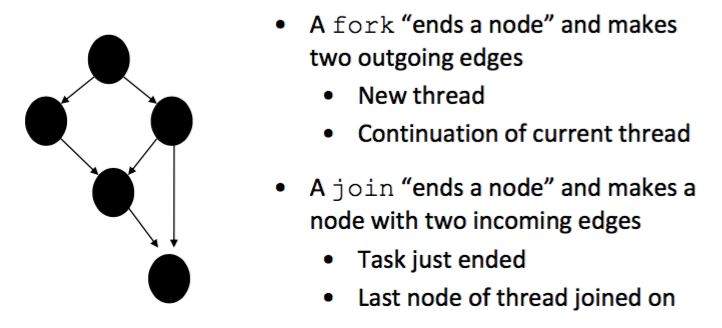 • A fork “ends a node” and makes
two outgoing edges
• New thread
• Continuation of current thread
• A join “ends a node” and makes a
node with two incoming edges
• Task just ended
• Last node of thread joined on